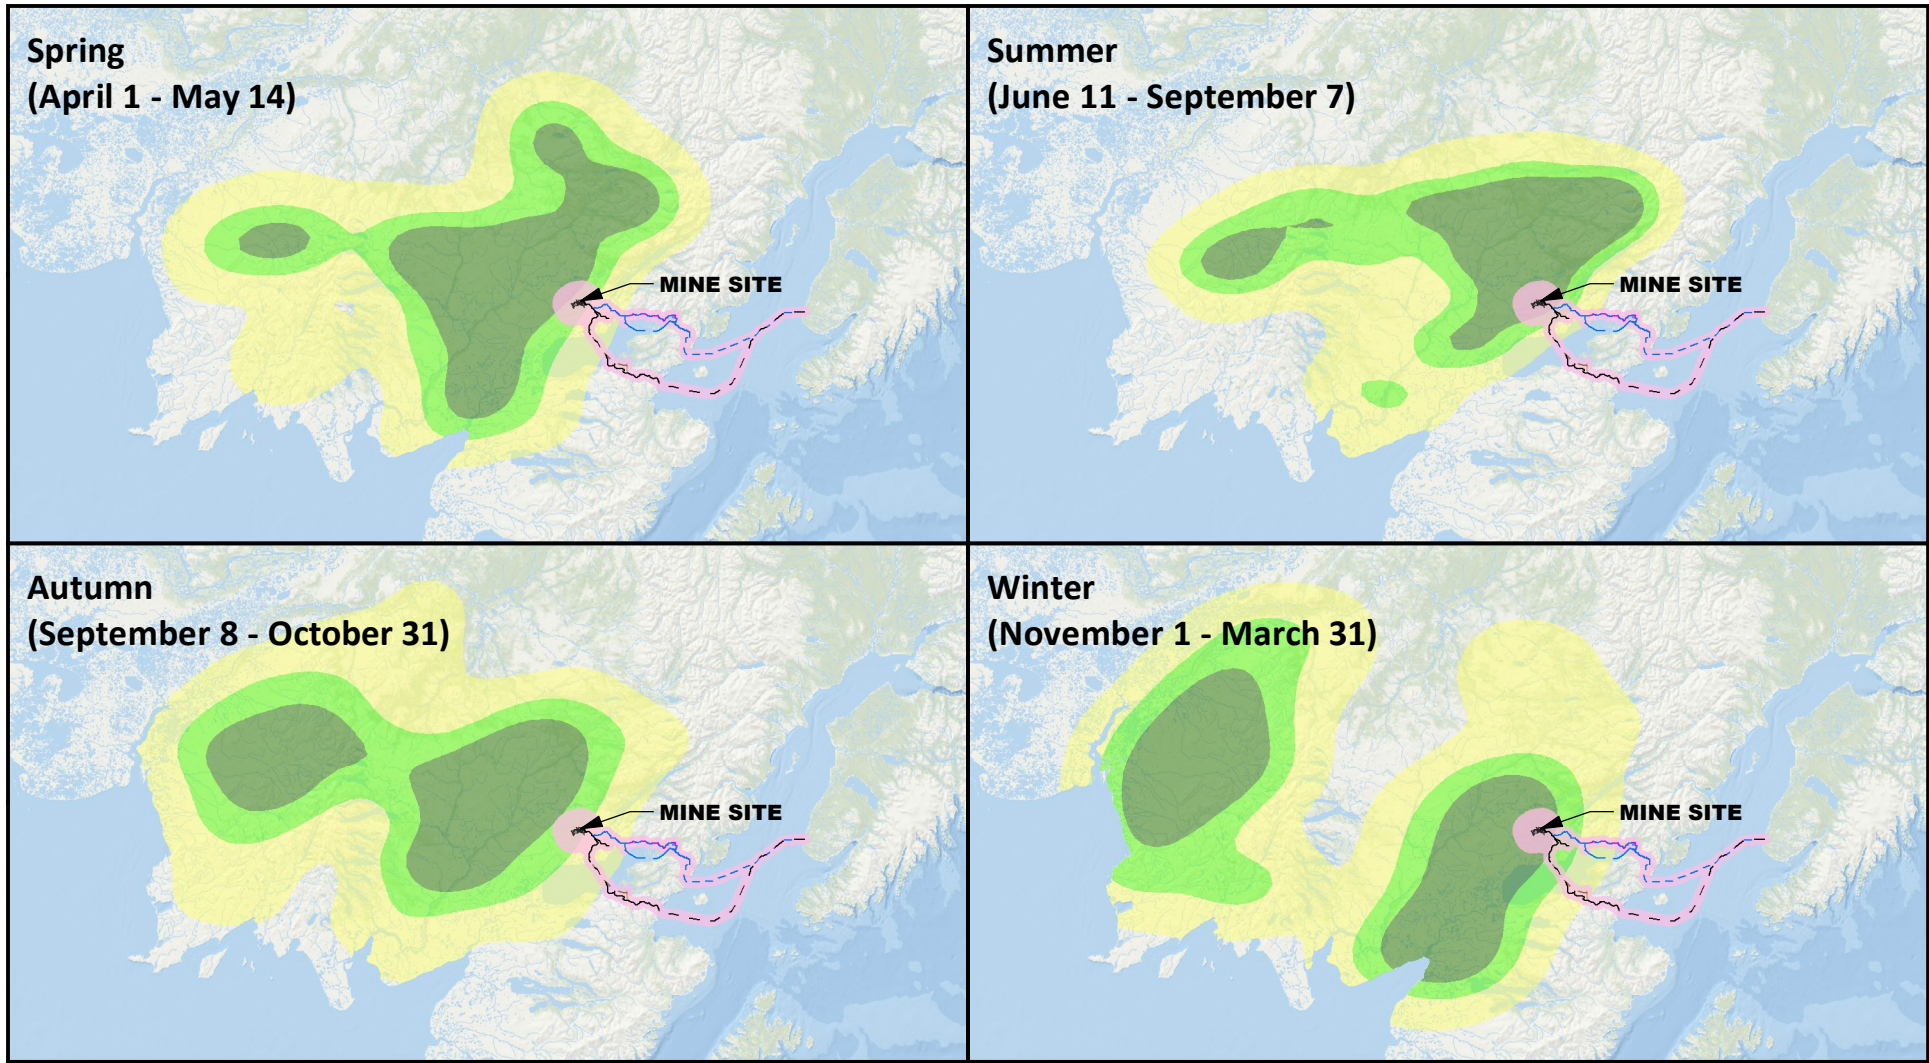 Spring
(April 1 - May 14)
MINE SITE
Summer
(June 11 - September 7)
MINE SITE
Autumn
(September 8 - October 31)
MINE SITE
Winter
(November 1 - March 31)
MINE SITE